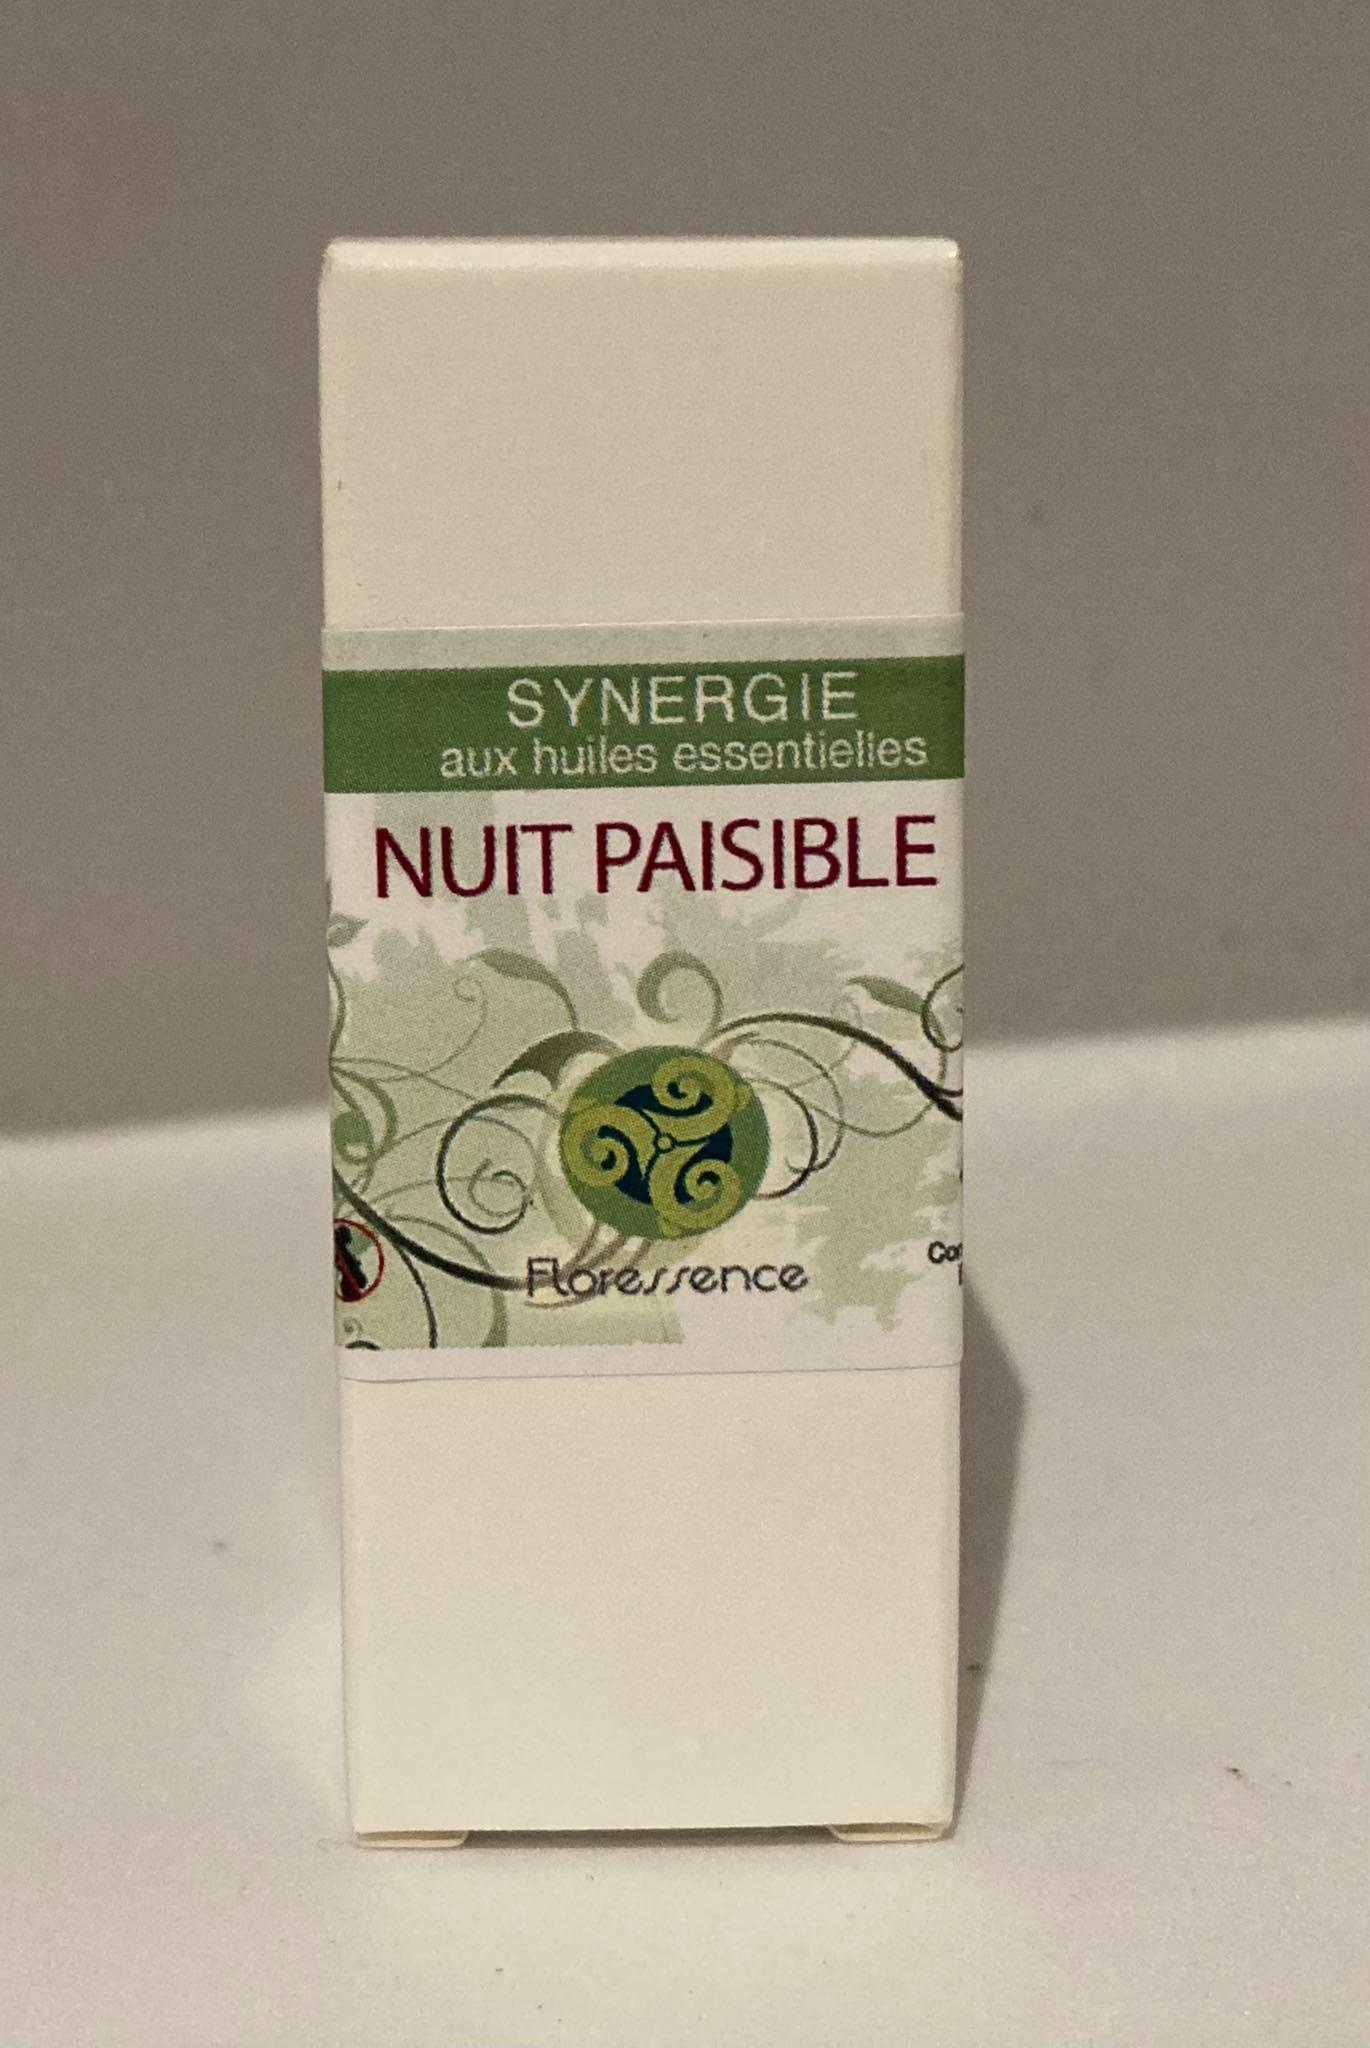 SYNERGIE
aux huiles essentielles
NUIT PAISIBLE
Floressence